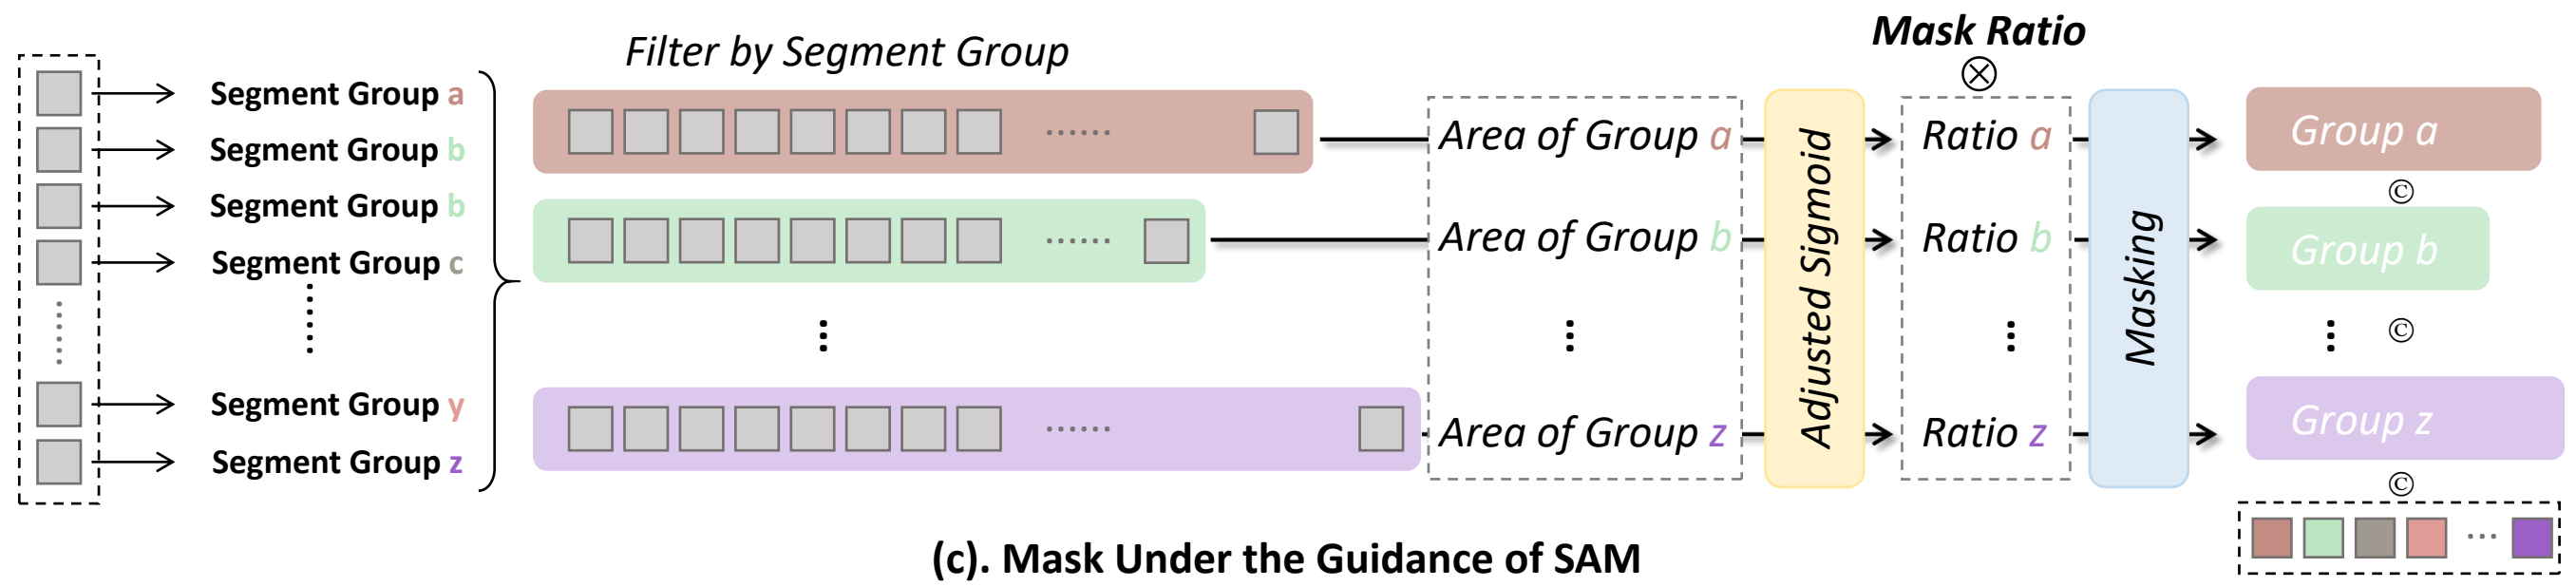 Mask Ratio
⊗
Filter by Segment Group
Segment Group a
Segment Group b
Segment Group b
Segment Group c
Segment Group y
Segment Group z
Area of Group a
Area of Group b
Area of Group z
Adjusted Sigmoid
Ratio a
Ratio b
Ratio z
Masking
Group a
©
Group b
©
Group z
©
(c). Mask Under the Guidance of SAM